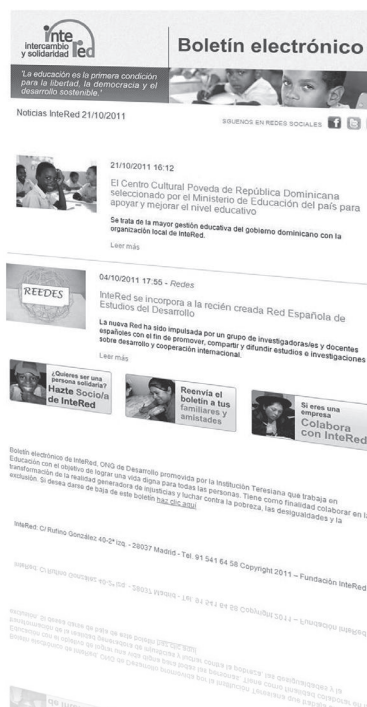 inte
intercambio
y solidaridad Red
Boletín electrónico
'La educación es la primera condición
para la libertad, la democracia y el
desarrollo sostenible.'
Noticias InteRed 21/10/2011
SÍGUENOS EN REDES SOCIALES
21/10/2011 16:12
El Centro Cultural Poveda de República Dominicana
seleccionado por el Ministerio de Educación del país para
apoyar y mejorar el nivel educativo
Se trata de la mayor gestión educativa del gobierno dominicano con la
organización local de InteRed.
Leer más
REEDES
04/10/2011 17:55 - Redes
InteRed se incorpora a la recién creada Red Española de
Estudios del Desarrollo
La nueva Red ha sido impulsada por un grupo de investigadoras/es y docentes
españoles con el fin de promover, compartir y difundir estudios e investigaciones
sobre desarrollo y cooperación internacional.
Leer más
¿Quieres ser una
persona solidaria?
Hazte Socio/a
de InteRed
Reenvía el
boletín a tus
familiares y
amistades
Si eres una
empresa
Colabora
con InteRed
Boletín electrónico de InteRed, ONG de Desarrollo promovida por la Institución Teresiana que trabaja en
Educación con el objetivo de lograr una vida digna para todas las personas. Tiene como finalidad colaborar en la
transformación de la realidad generadora de injusticias y luchar contra la pobreza, las desigualdades y la
exclusión. Si desea darse de baja de este boletín haz clic aquí
InteRed: C/ Rufino González 40-2ª izq. - 28037 Madrid - Tel. 91 541 64 58 Copyright 2011 – Fundación InteRed